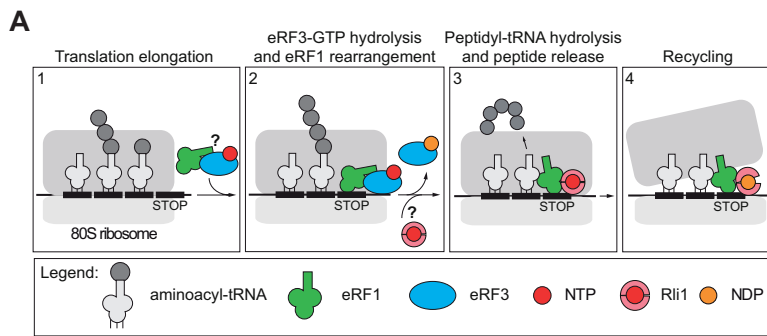 A
Translation elongation
eRF3-GTP hydrolysis
and eRF1 rearrangement
Peptidyl-tRNA hydrolysis
and peptide release
Recycling
1
?
STOP
80S ribosome
2
STOP
?
3
STOP
4
STOP
Legend:
aminoacyl-tRNA
eRF1
eRF3
NTP
Rli1
NDP